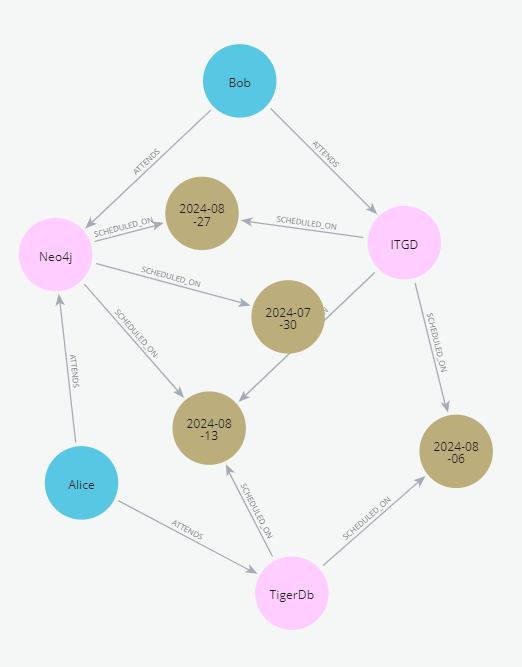 Bob
ATTENDS
ATTENDS
2024-08
-27
SCHEDULED_ON
SCHEDULED_ON
Neo4j
ITGD
SCHEDULED_ON
2024-07
-30
SCHEDULED_ON
SCHEDULED_ON
ATTENDS
2024-08
-13
2024-08
-06
Alice
SCHEDULED_ON
SCHEDULED_ON
ATTENDS
TigerDb